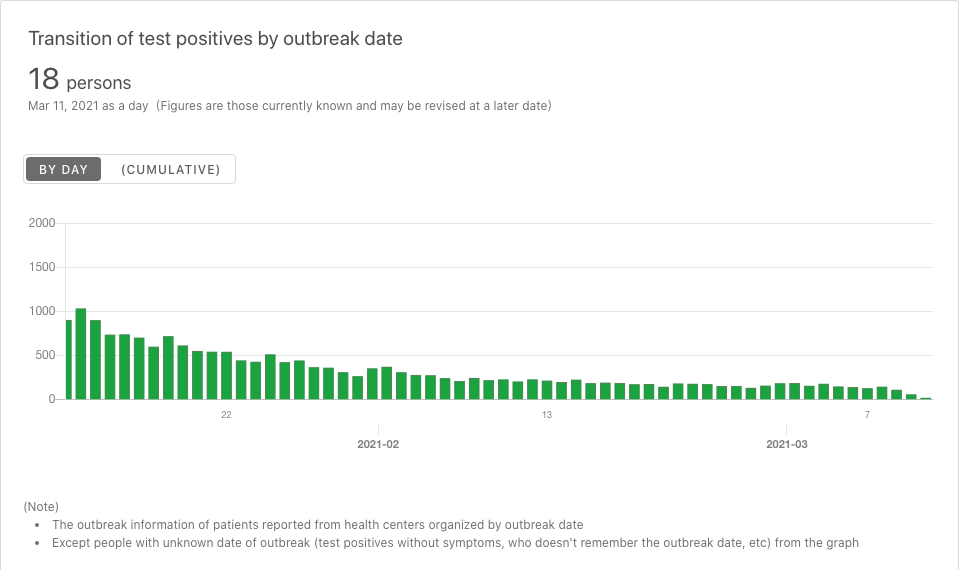 Transition of test positives by outbreak date
18 persons
Mar 11, 2021 as a day (Figures are those currently known and may be revised at a later date)
BY DAY (CUMULATIVE)
2000
1500
1000
500
0
22 13 7
2021-02 2021-03
(Note)
• The outbreak information of patients reported from health centers organized by outbreak date
• Except people with unknown date of outbreak (test positives without symptoms, who doesn't remember the outbreak date, etc) from the graph